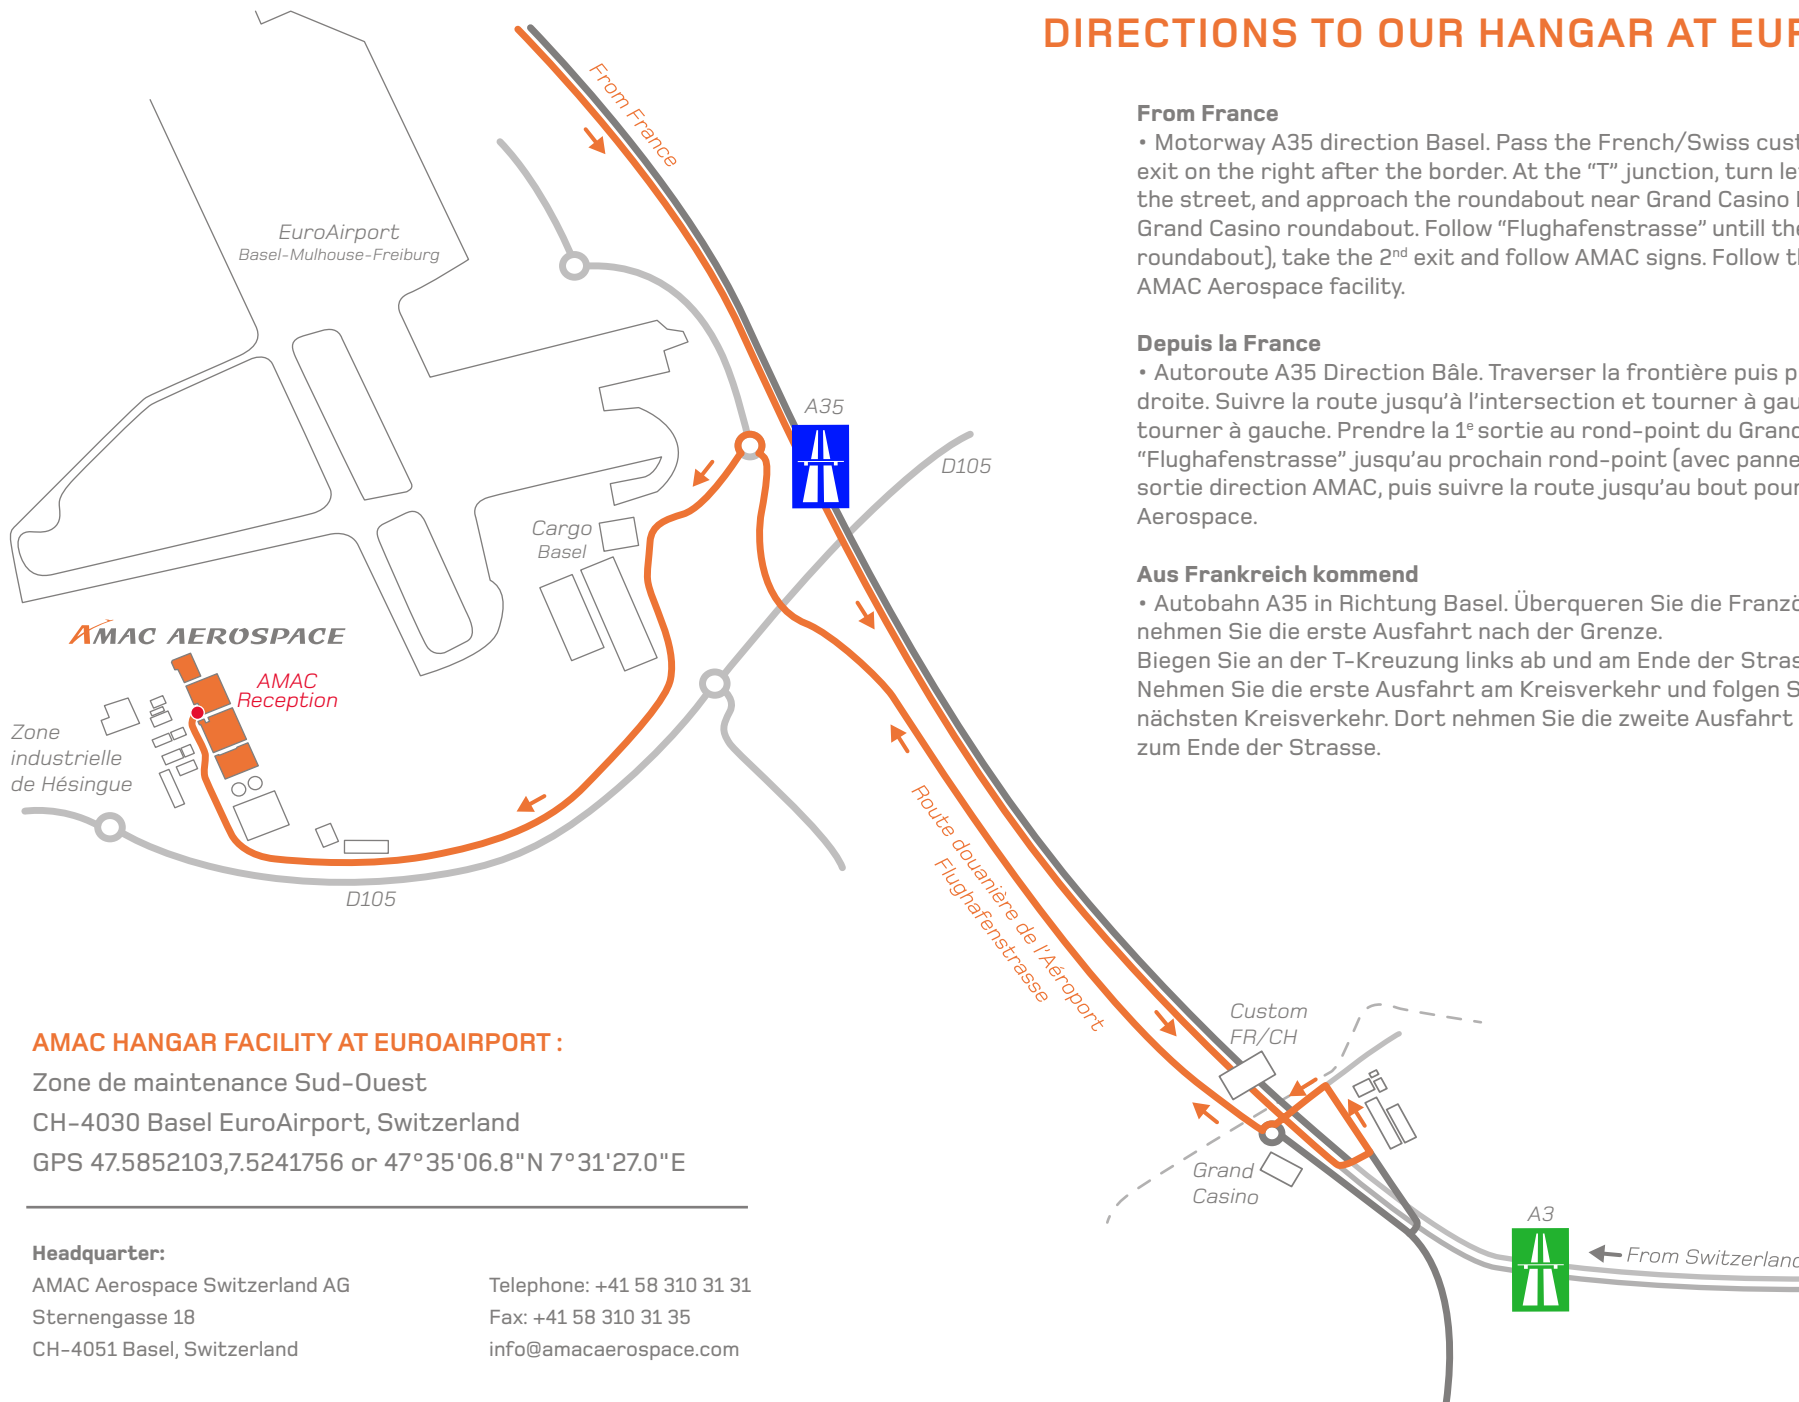 DIRECTIONS TO OUR HANGAR AT
From France
• Motorway A35 direction Basel. Pass the French/Swiss
exit on the right after the border. At the “T” junction, turn
the street, and approach the roundabout near Grand Casino
Grand Casino roundabout. Follow “Flughafenstrasse” untill
roundabout), take the 2nd exit and follow AMAC signs. Follow
AMAC Aerospace facility.
Depuis la France
• Autoroute A35 Direction Bâle. Traverser la frontière puis
droite. Suivre la route jusqu’à l’intersection et tourner à
tourner à gauche. Prendre la 1e sortie au rond-point du Grand
“Flughafenstrasse” jusqu’au prochain rond-point (avec
sortie direction AMAC, puis suivre la route jusqu’au bout pour
Aerospace.
Aus Frankreich kommend
• Autobahn A35 in Richtung Basel. Überqueren Sie die
nehmen Sie die erste Ausfahrt nach der Grenze.
Biegen Sie an der T-Kreuzung links ab und am Ende der
Nehmen Sie die erste Ausfahrt am Kreisverkehr und folgen
nächsten Kreisverkehr. Dort nehmen Sie die zweite Ausfahrt
zum Ende der Strasse.
From France
EuroAirport
Basel-Mulhouse-Freiburg
A35
D105
Cargo
Basel
AMAC AEROSPACE
AMAC
Reception
Zone
industrielle
de Hésingue
D105
Route douanière de l'Aéroport
Flughafenstrasse
Custom
FR/CH
Grand
Casino
A3
From Switzerland
AMAC HANGAR FACILITY AT EUROAIRPORT :
Zone de maintenance Sud-Ouest
CH-4030 Basel EuroAirport, Switzerland
GPS 47.5852103,7.5241756 or 47°35'06.8"N 7°31'27.0"E
Headquarter:
AMAC Aerospace Switzerland AG
Sternengasse 18
CH-4051 Basel, Switzerland
Telephone: +41 58 310 31 31
Fax: +41 58 310 31 35
info@amacaerospace.com